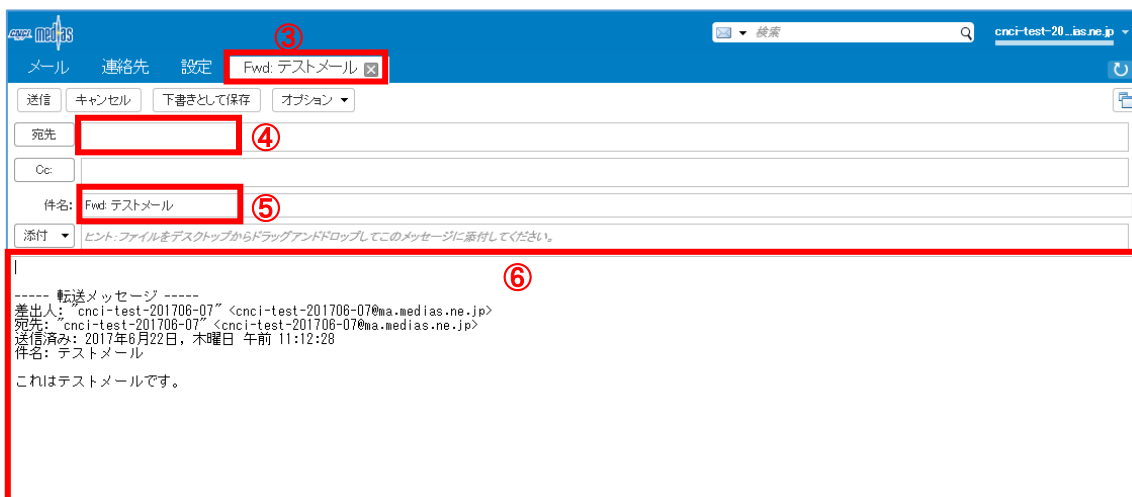 cnci medias
検索
cnci-test-20...ias.ne.jp
③
メール 連絡先 設定 Fwd: テストメール
送信 キャンセル 下書きとして保存 オプション
宛先
④
Cc:
件名: Fwd: テストメール
⑤
添付 ヒント:ファイルをデスクトップからドラッグアンドドロップしてこのメッセージに添付してください。
⑥
----- 転送メッセージ -----
差出人: "cnci-test-201706-07" <cnci-test-201706-07@ma.medias.ne.jp>
宛先: "cnci-test-201706-07" <cnci-test-201706-07@ma.medias.ne.jp>
送信済み: 2017年6月22日, 木曜日 午前 11:12:28
件名: テストメール
これはテストメールです。